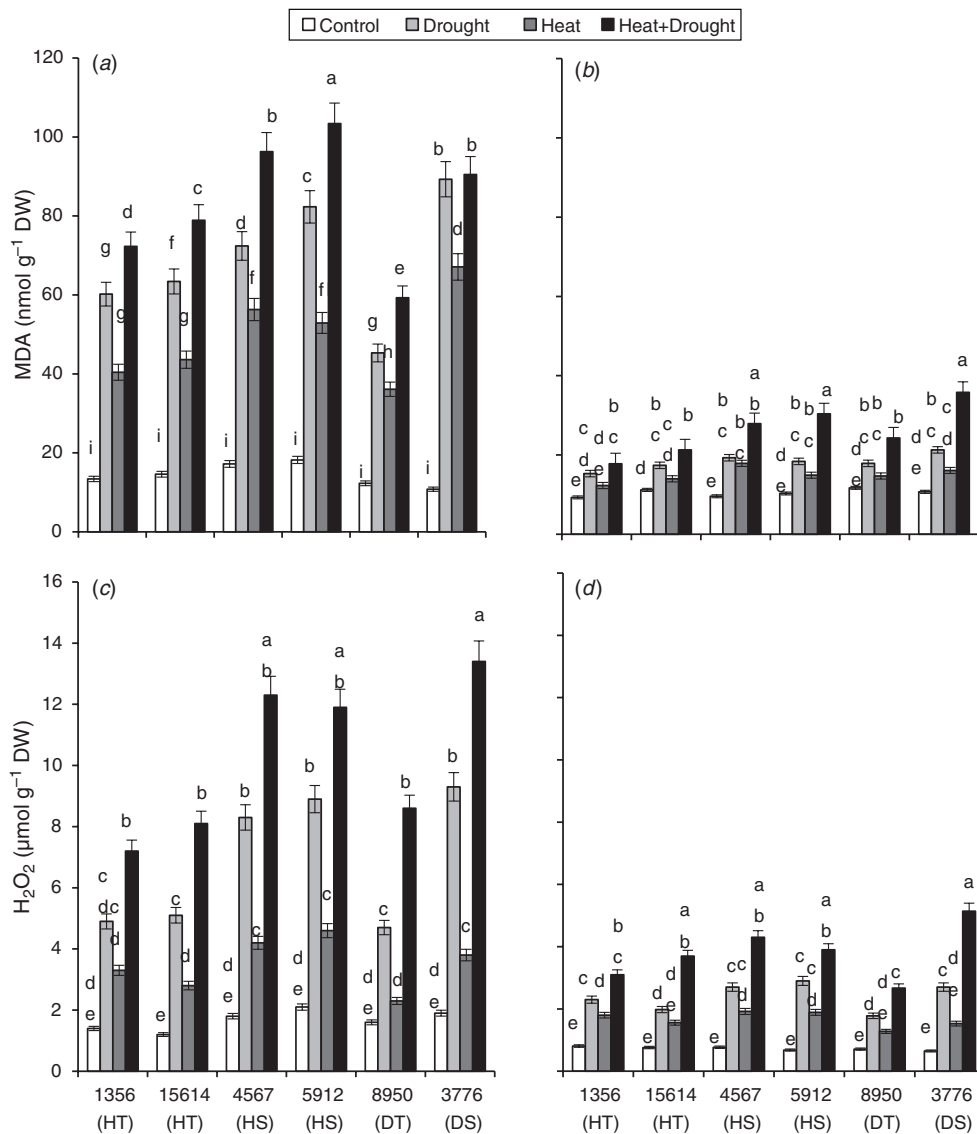 Control Drought Heat Heat+Drought
(a)
120
100
80
60
40
20
0
MDA (nmol g⁻¹ DW)
i g g d
i f g c
i d f b
i c f a
i g h e
i b d b
(b)
e d c e d b c
d c b d c b
e d c b c b a
e d c b c b a
e d c b c b b
e d c b d c a
(c)
16
14
12
10
8
6
4
2
0
H₂O₂ (µmol g⁻¹ DW)
d e c dc d b
d e c d b
d e b c a b
d e b c a b
d e c d b
d e b c a
(d)
e c d b c
e d d e a b
e c c d a b
e c c d a b
e d d e c
e c d d e a
1356 15614 4567 5912 8950 3776
(HT) (HT) (HS) (HS) (DT) (DS)
1356 15614 4567 5912 8950 3776
(HT) (HT) (HS) (HS) (DT) (DS)